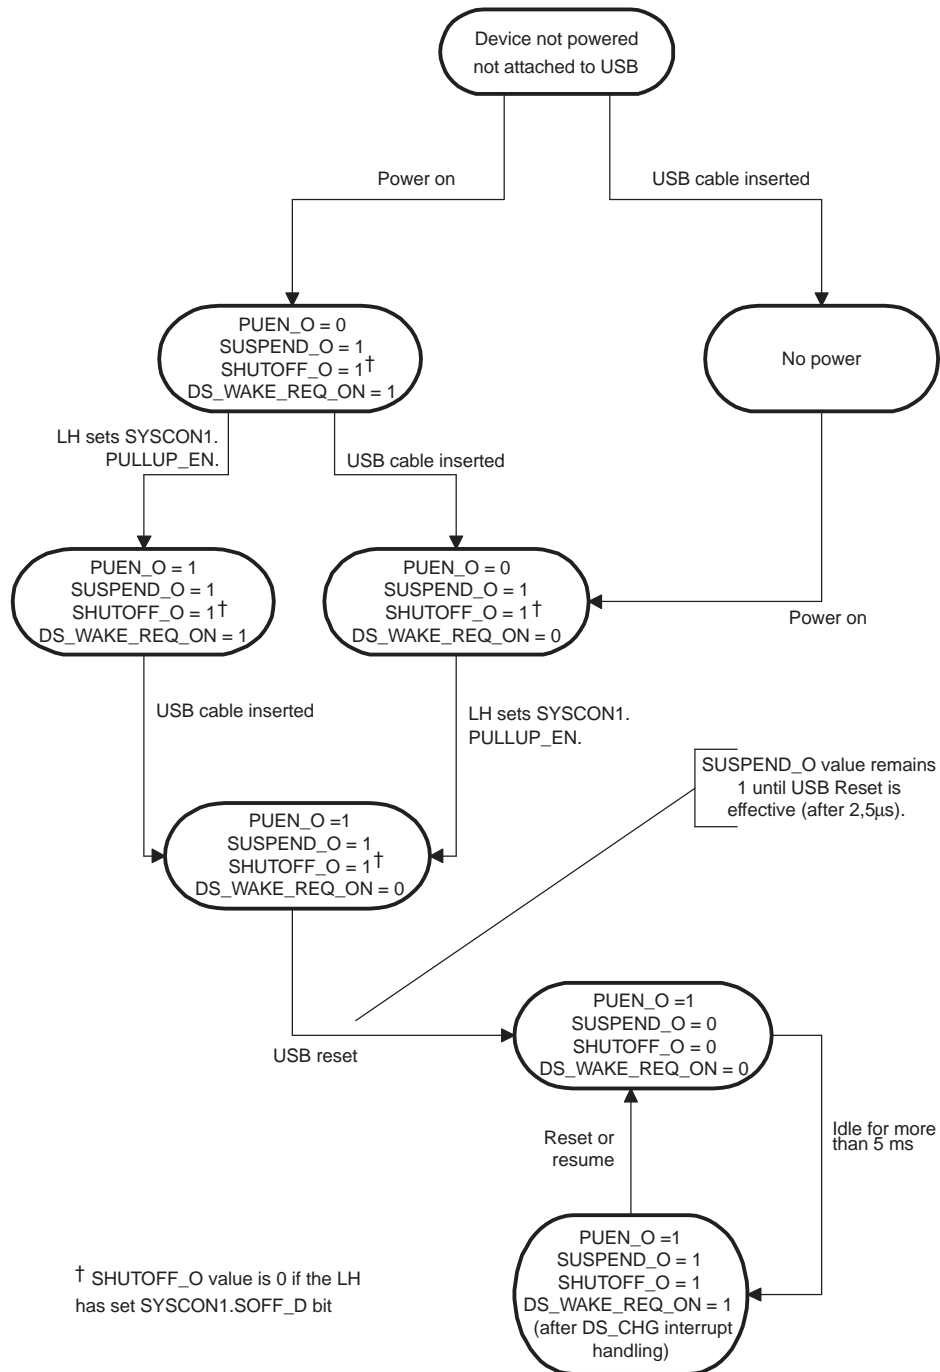 Device not powered
not attached to USB
Power on
USB cable inserted
PUEN_O = 0
SUSPEND_O = 1
SHUTOFF_O = 1†
DS_WAKE_REQ_ON = 1
No power
LH sets SYSCON1.
PULLUP_EN.
USB cable inserted
PUEN_O = 1
SUSPEND_O = 1
SHUTOFF_O = 1†
DS_WAKE_REQ_ON = 1
PUEN_O = 0
SUSPEND_O = 1
SHUTOFF_O = 1†
DS_WAKE_REQ_ON = 0
Power on
USB cable inserted
LH sets SYSCON1.
PULLUP_EN.
SUSPEND_O value remains
1 until USB Reset is
effective (after 2,5μs).
PUEN_O =1
SUSPEND_O = 1
SHUTOFF_O = 1†
DS_WAKE_REQ_ON = 0
USB reset
PUEN_O =1
SUSPEND_O = 0
SHUTOFF_O = 0
DS_WAKE_REQ_ON = 0
Reset or
resume
Idle for more
than 5 ms
PUEN_O =1
SUSPEND_O = 1
SHUTOFF_O = 1
DS_WAKE_REQ_ON = 1
(after DS_CHG interrupt
handling)
† SHUTOFF_O value is 0 if the LH
has set SYSCON1.SOFF_D bit